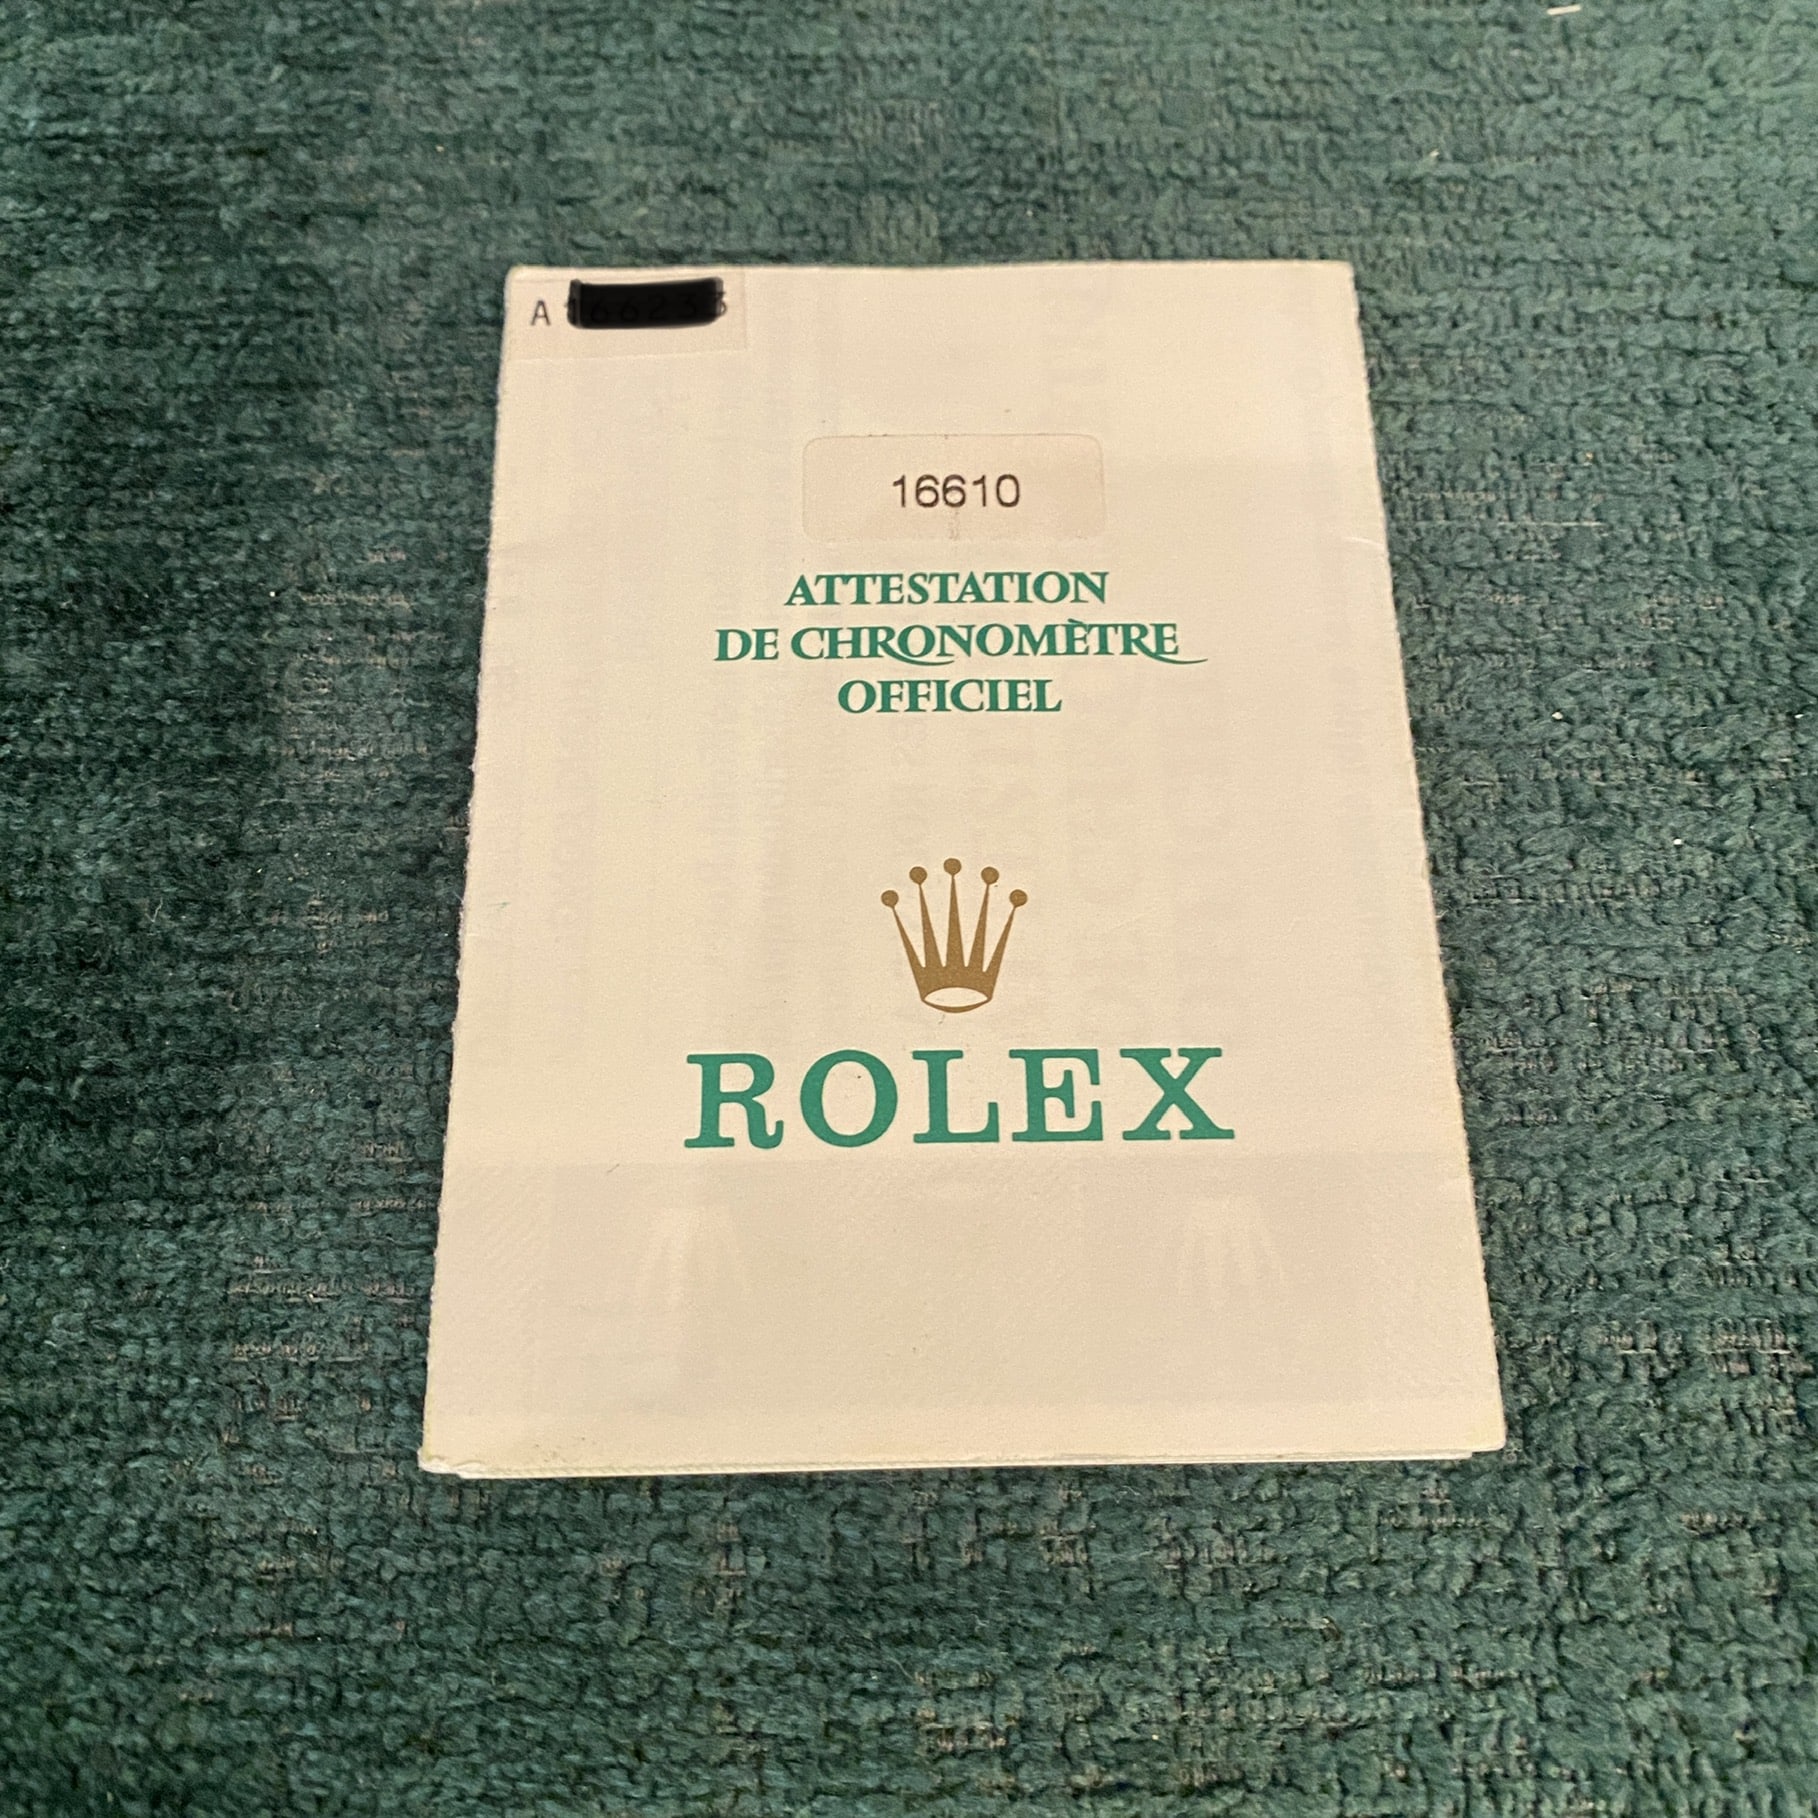 A
16610
ATTESTATION
DE CHRONOMÈTRE
OFFICIEL
ROLEX